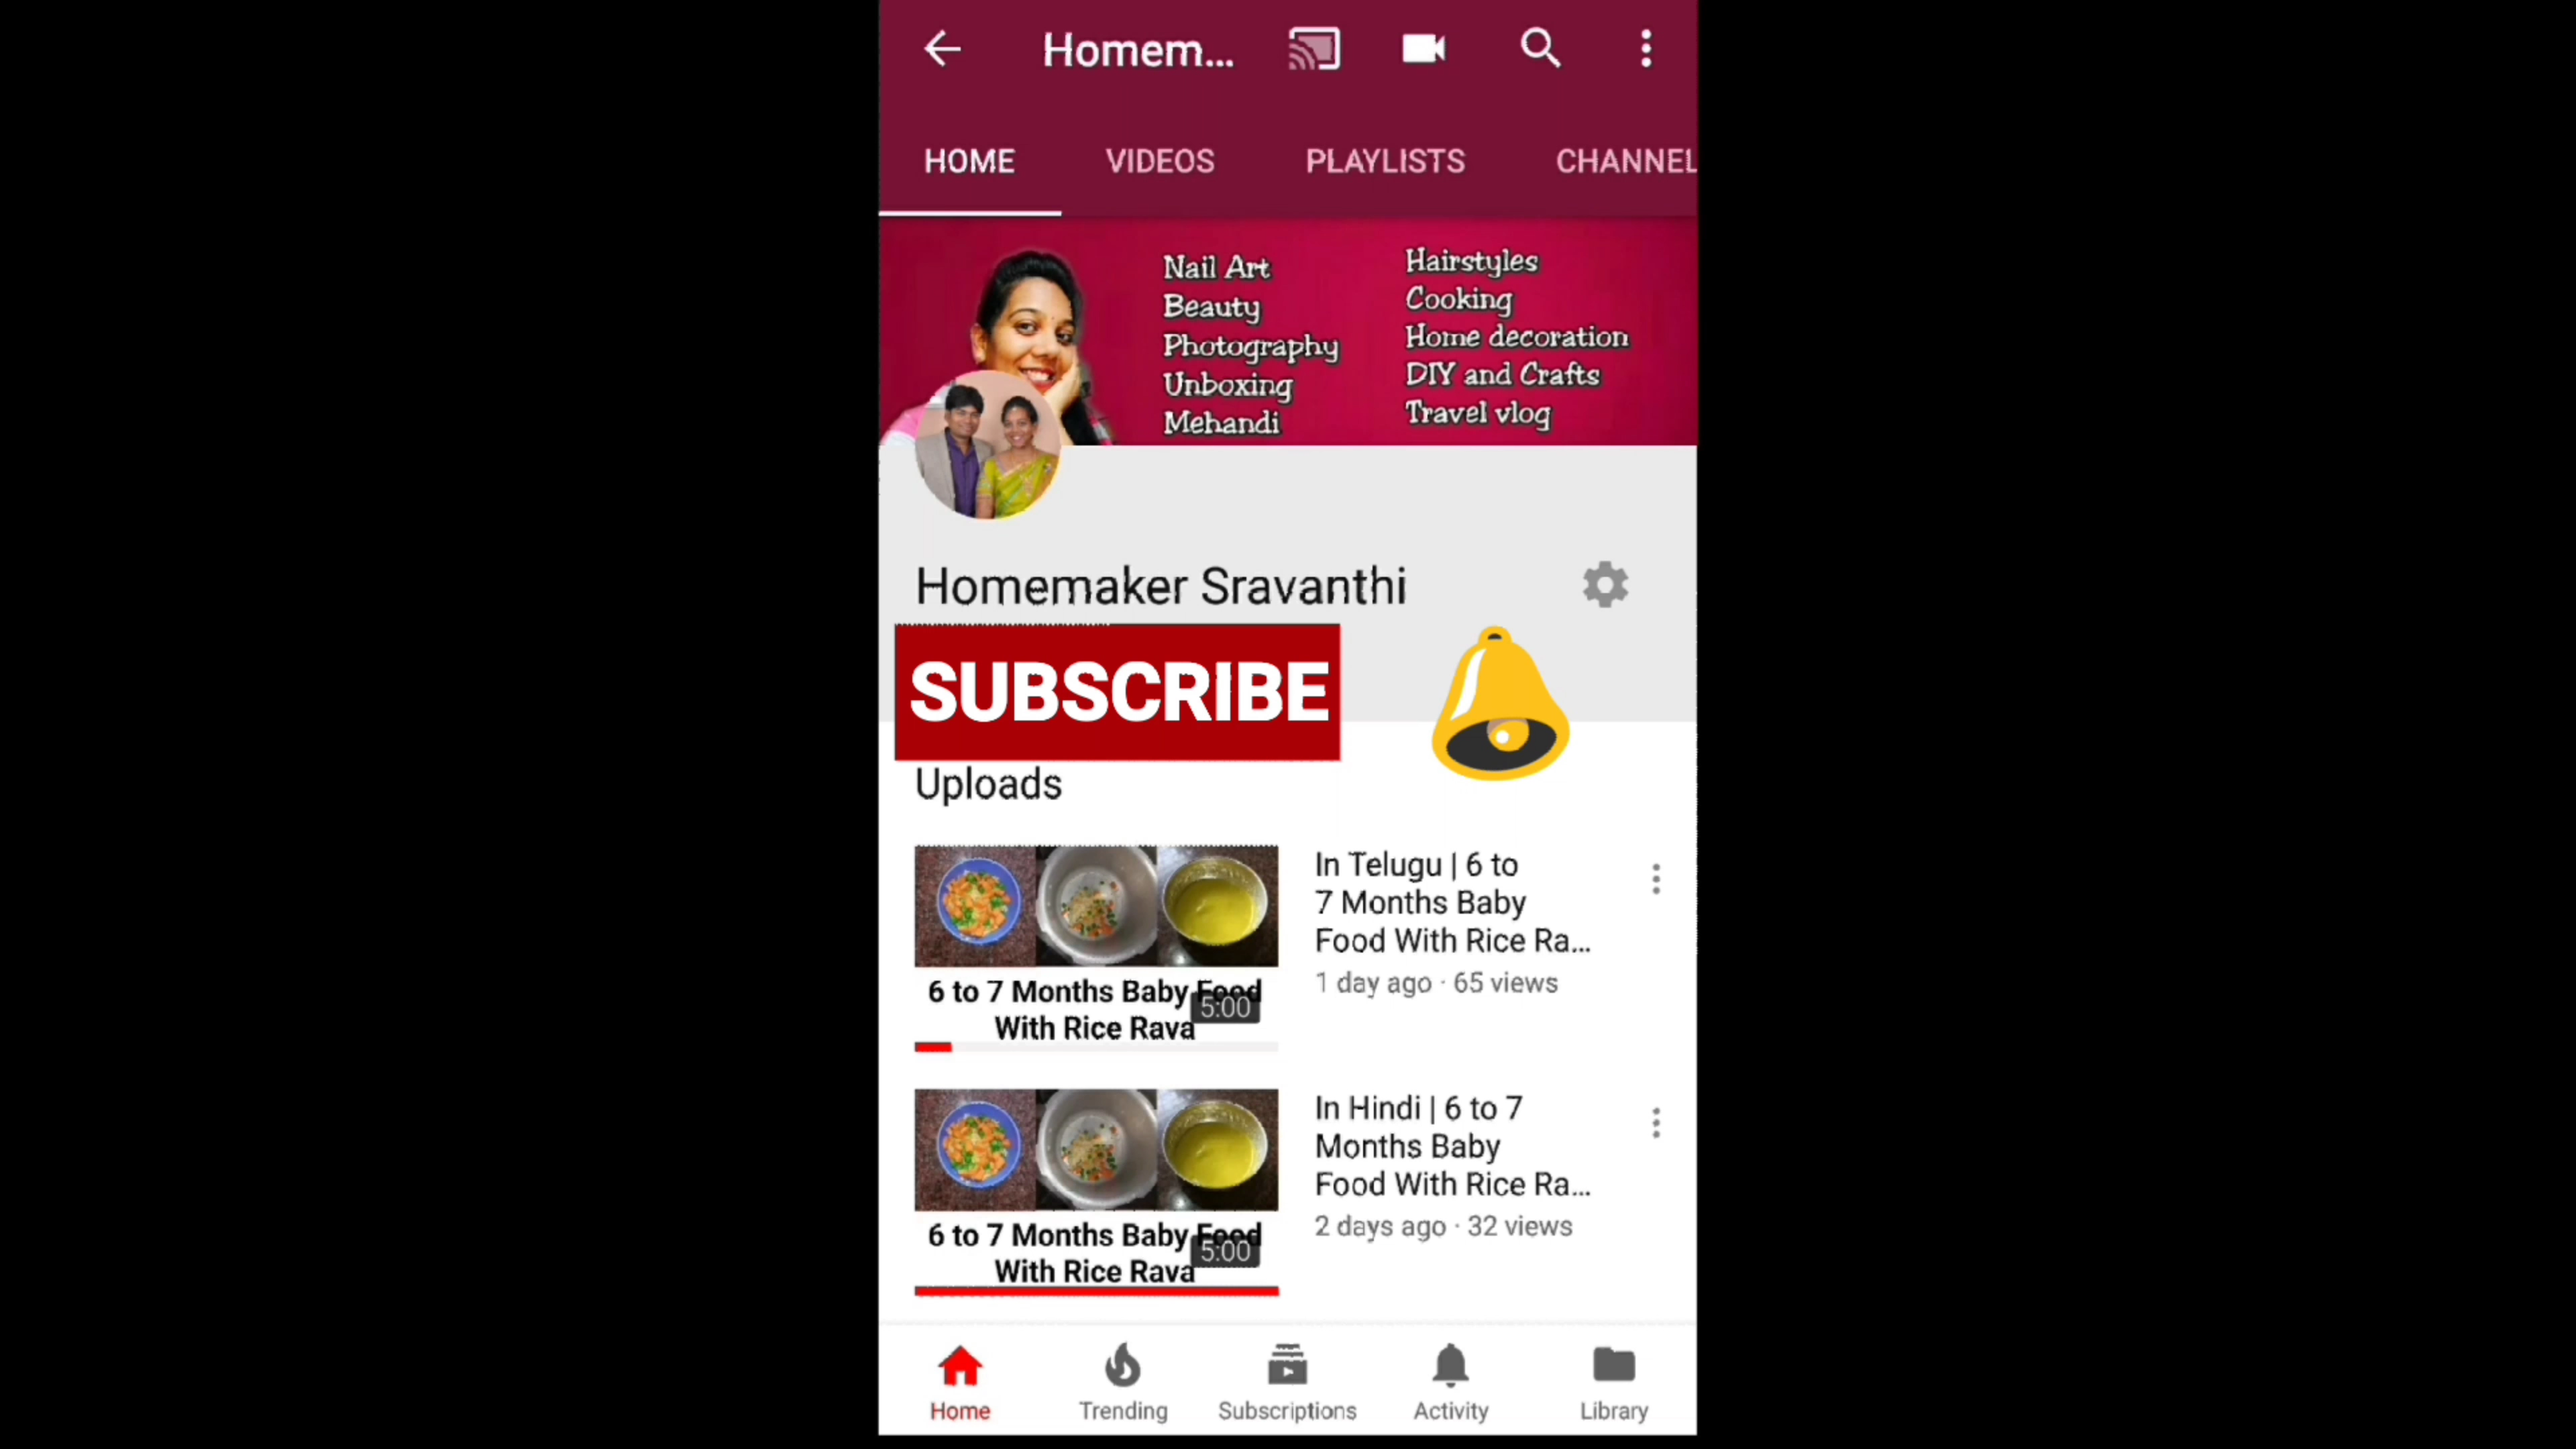 Homem...
HOME VIDEOS PLAYLISTS CHANNEL
Nail Art
Beauty
Photography
Unboxing
Mehandi
Hairstyles
Cooking
Home decoration
DIY and Crafts
Travel vlog
Homemaker Sravanthi
SUBSCRIBE
Uploads
6 to 7 Months Baby Food
With Rice Rava
5:00
In Telugu | 6 to
7 Months Baby
Food With Rice Ra...
1 day ago · 65 views
6 to 7 Months Baby Food
With Rice Rava
5:00
In Hindi | 6 to 7
Months Baby
Food With Rice Ra...
2 days ago · 32 views
Home Trending Subscriptions Activity Library